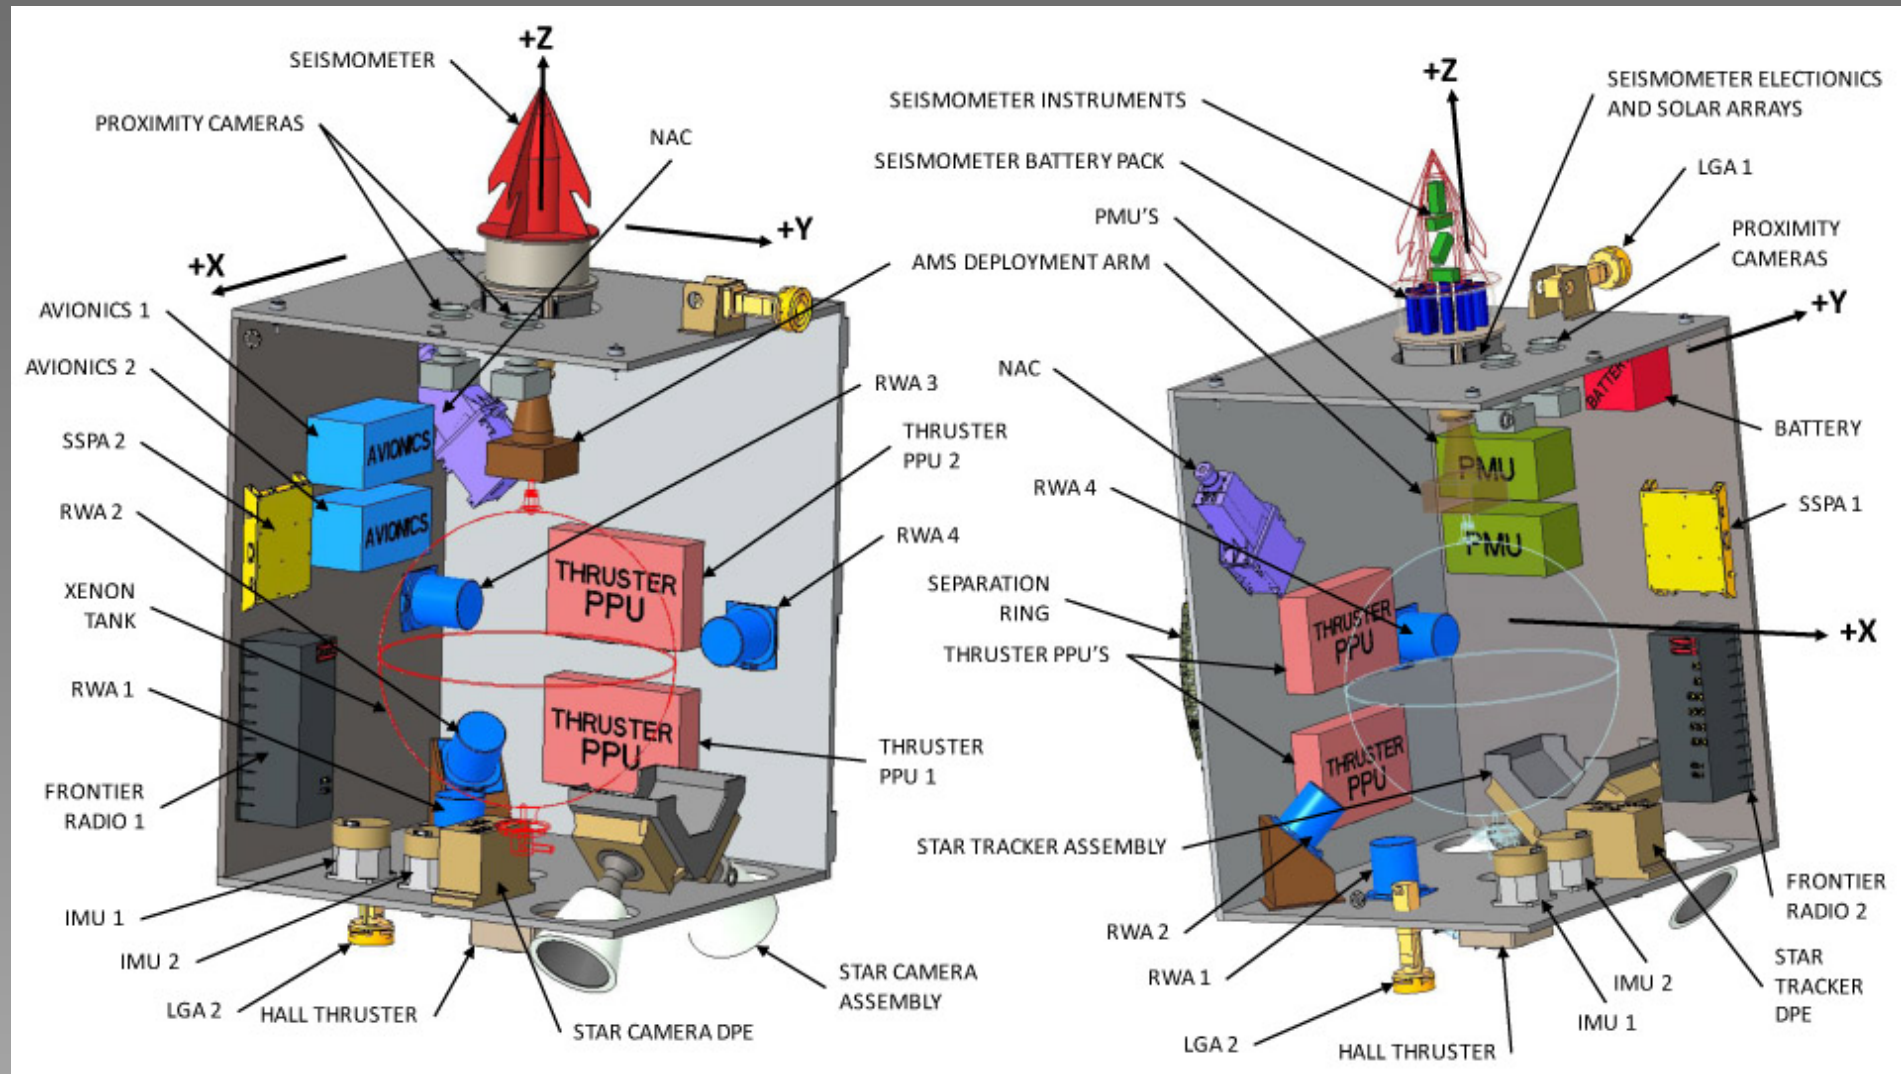 +Z
SEISMOMETER
PROXIMITY CAMERAS
NAC
+Y
+X
AVIONICS 1
AVIONICS 2
SSPA 2
RWA 2
XENON
TANK
RWA 1
FRONTIER
RADIO 1
IMU 1
IMU 2
LGA 2
HALL THRUSTER
STAR CAMERA DPE
STAR CAMERA
ASSEMBLY
THRUSTER
PPU 1
RWA 4
THRUSTER
PPU 2
RWA 3
AMS DEPLOYMENT ARM
AVIONICS
AVIONICS
THRUSTER
PPU
THRUSTER
PPU
+Z
SEISMOMETER INSTRUMENTS
SEISMOMETER BATTERY PACK
PMU'S
SEISMOMETER ELECTIONICS
AND SOLAR ARRAYS
LGA 1
PROXIMITY
CAMERAS
+Y
NAC
BATTERY
BATTERY
PMU
PMU
RWA 4
SSPA 1
SEPARATION
RING
THRUSTER PPU'S
+X
THRUSTER
PPU
THRUSTER
PPU
STAR TRACKER ASSEMBLY
RWA 2
RWA 1
LGA 2
HALL THRUSTER
IMU 1
IMU 2
STAR
TRACKER
DPE
FRONTIER
RADIO 2